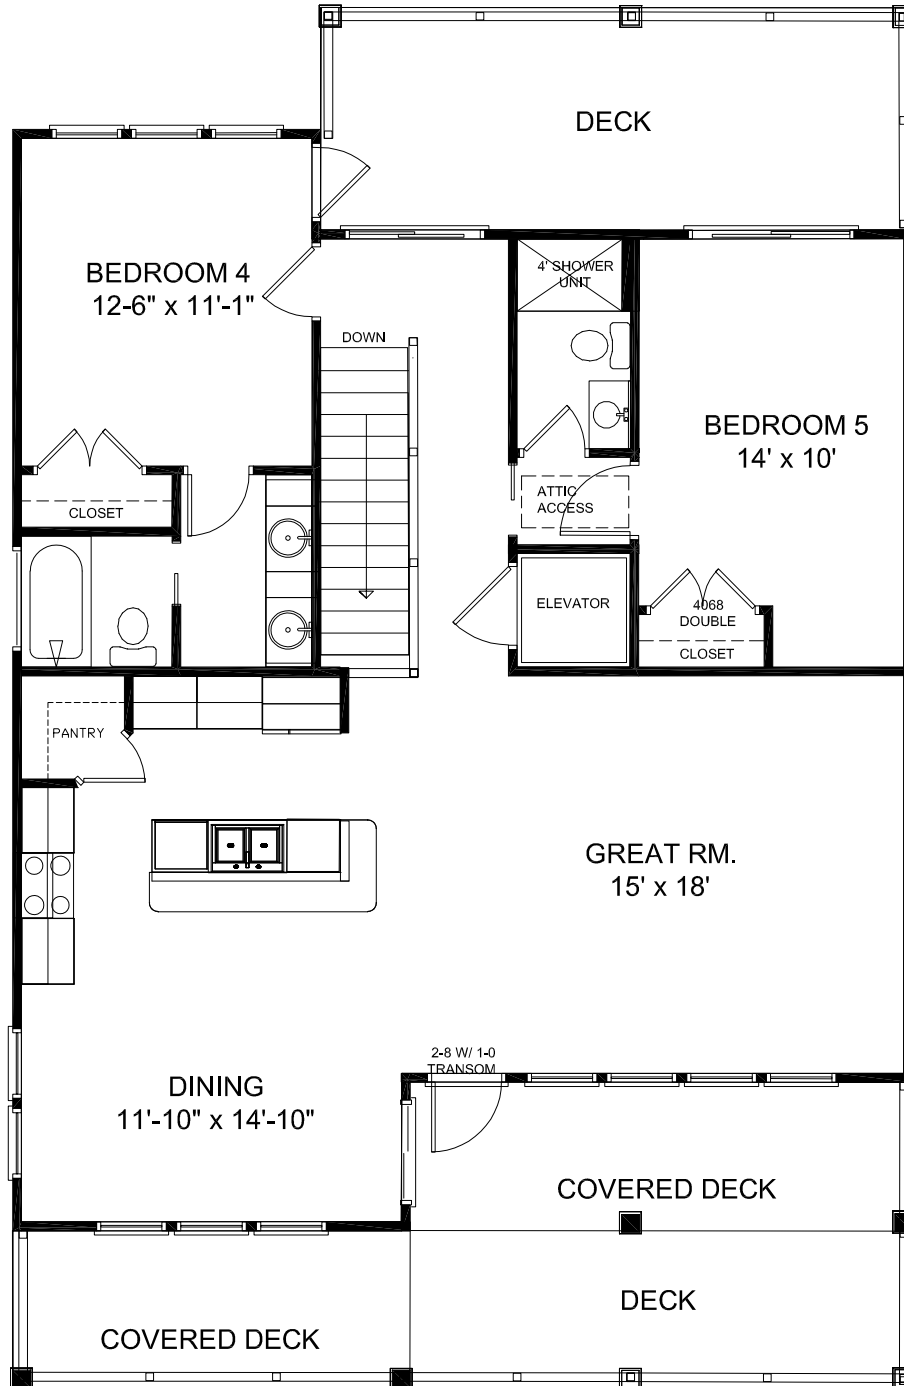 DECK
BEDROOM 4
12-6" x 11'-1"
4' SHOWER
UNIT
DOWN
BEDROOM 5
14' x 10'
ATTIC
ACCESS
CLOSET
ELEVATOR
4068
DOUBLE
CLOSET
PANTRY
GREAT RM.
15' x 18'
2-8 W/ 1-0
TRANSOM
DINING
11'-10" x 14'-10"
COVERED DECK
DECK
COVERED DECK